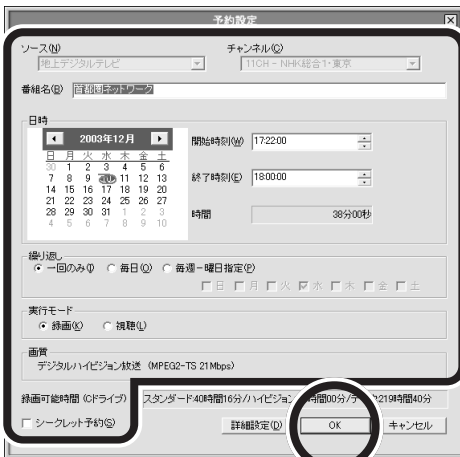 予約設定
ソース(N)
チャンネル(C)
地上デジタルテレビ
11CH - NHK総合1・東京
番組名(B) 首都圏ネットワーク
日時
2003年12月
日 月 火 水 木 金 土
30 1 2 3 4 5 6
7 8 9 10 11 12 13
14 15 16 17 18 19 20
21 22 23 24 25 26 27
28 29 30 31 1 2 3
4 5 6 7 8 9 10
開始時刻(W) 17:22:00
終了時刻(E) 18:00:00
時間 38分00秒
繰り返し
一回のみ(I) 毎日(O) 毎週-曜日指定(P)
日 月 火 水 木 金 土
実行モード
録画(K) 視聴(L)
画質
デジタルハイビジョン放送 (MPEG2-TS 21Mbps)
録画可能時間 (Cドライブ) スタンダード:40時間16分/ハイビジョン 時間00分/ 219時間40分
シークレット予約(S)
詳細設定(D) OK キャンセル